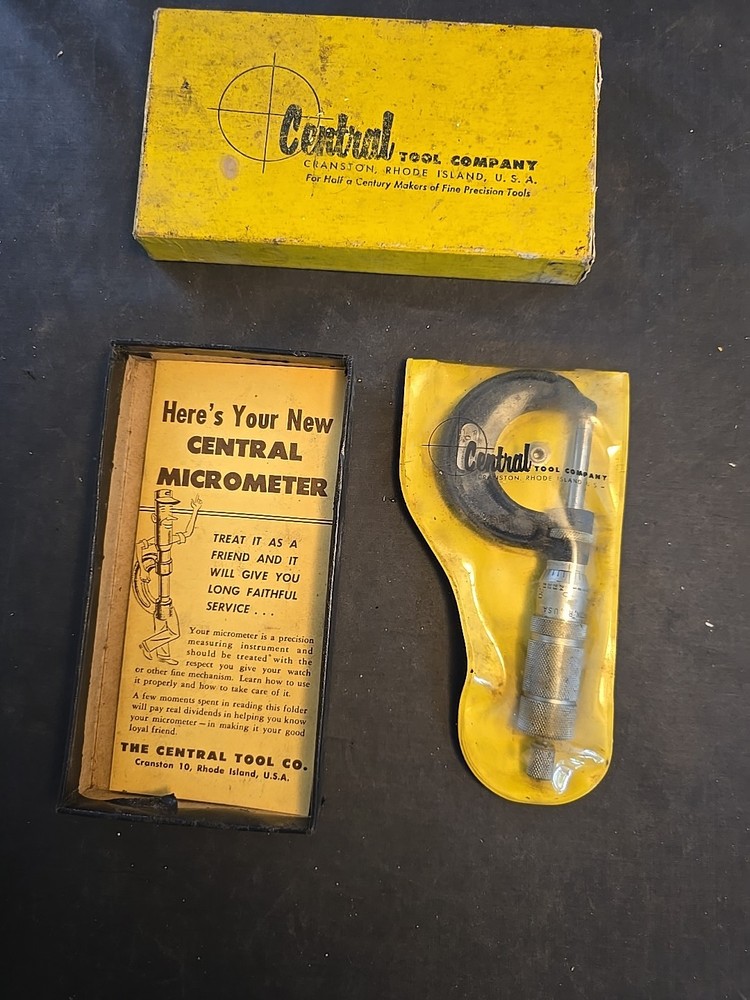 Central TOOL COMPANY
CRANSTON, RHODE ISLAND, U.S.A.
For Half a Century Makers of Fine Precision Tools
Here's Your New
CENTRAL
MICROMETER
TREAT IT AS A
FRIEND AND IT
WILL GIVE YOU
LONG FAITHFUL
SERVICE . . .
Your micrometer is a precision
measuring instrument and
should be treated with the
respect you give your watch
or other fine mechanism. Learn how to use
it properly and how to take care of it.
A few moments spent in reading this folder
will pay real dividends in helping you know
your micrometer — in making it your good
loyal friend.
THE CENTRAL TOOL CO.
Cranston 10, Rhode Island, U.S.A.
Central TOOL COMPANY
CRANSTON, RHODE ISLAND U.S.
USA